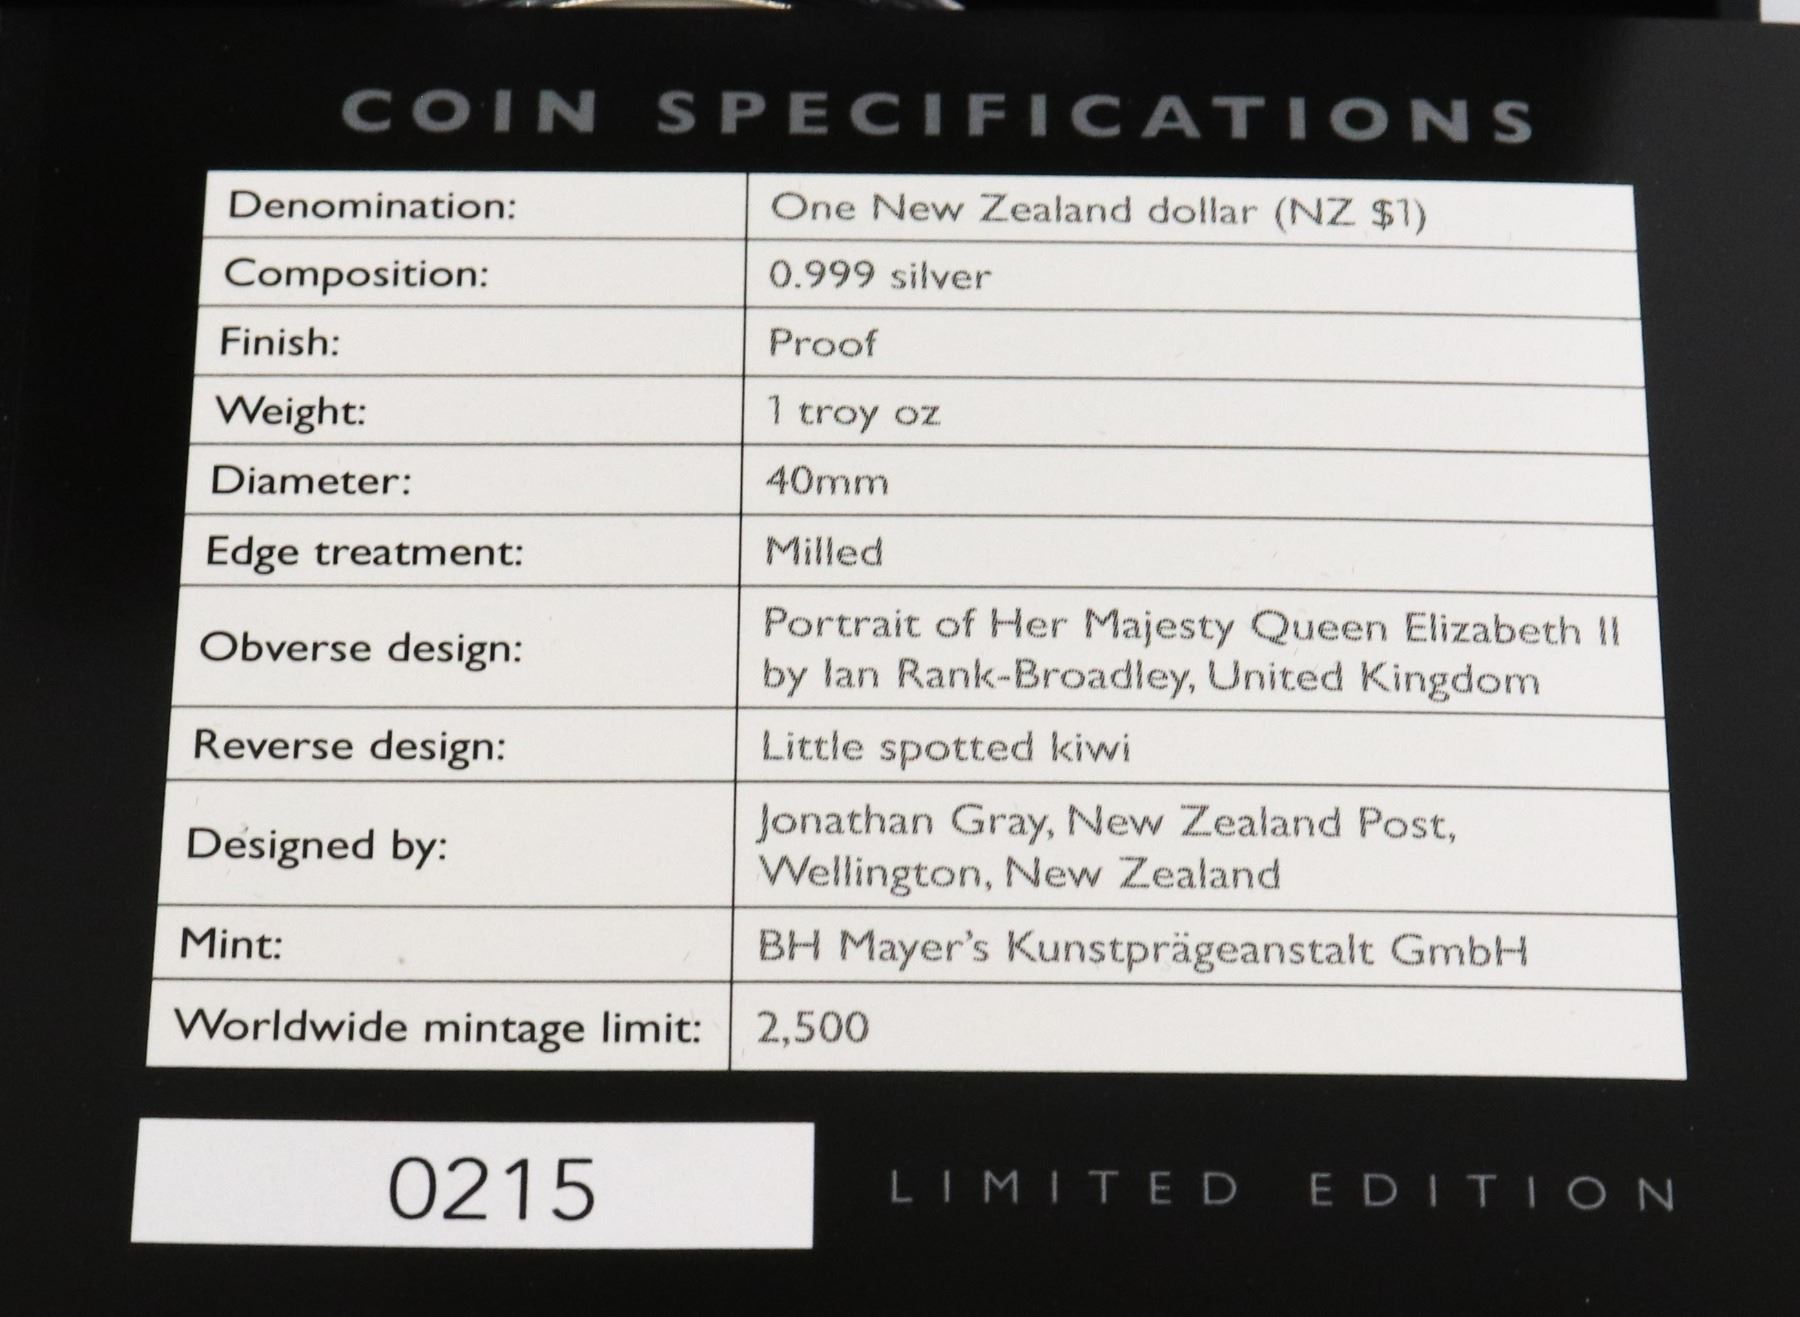 COIN SPECIFICATIONS
Denomination: One New Zealand dollar (NZ $1)
Composition: 0.999 silver
Finish: Proof
Weight: 1 troy oz
Diameter: 40mm
Edge treatment: Milled
Obverse design: Portrait of Her Majesty Queen Elizabeth II
by Ian Rank-Broadley, United Kingdom
Reverse design: Little spotted kiwi
Designed by: Jonathan Gray, New Zealand Post,
Wellington, New Zealand
Mint: BH Mayer's Kunstprägeanstalt GmbH
Worldwide mintage limit: 2,500
0215 LIMITED EDITION